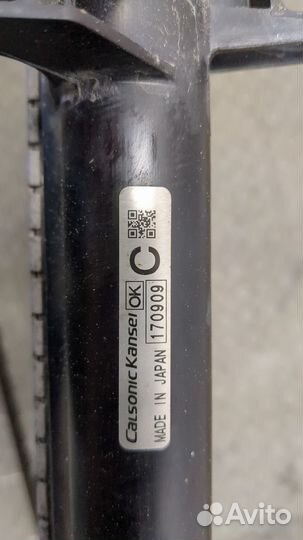 Calsonic Kansei OK C
MADE IN JAPAN 170909
Avito